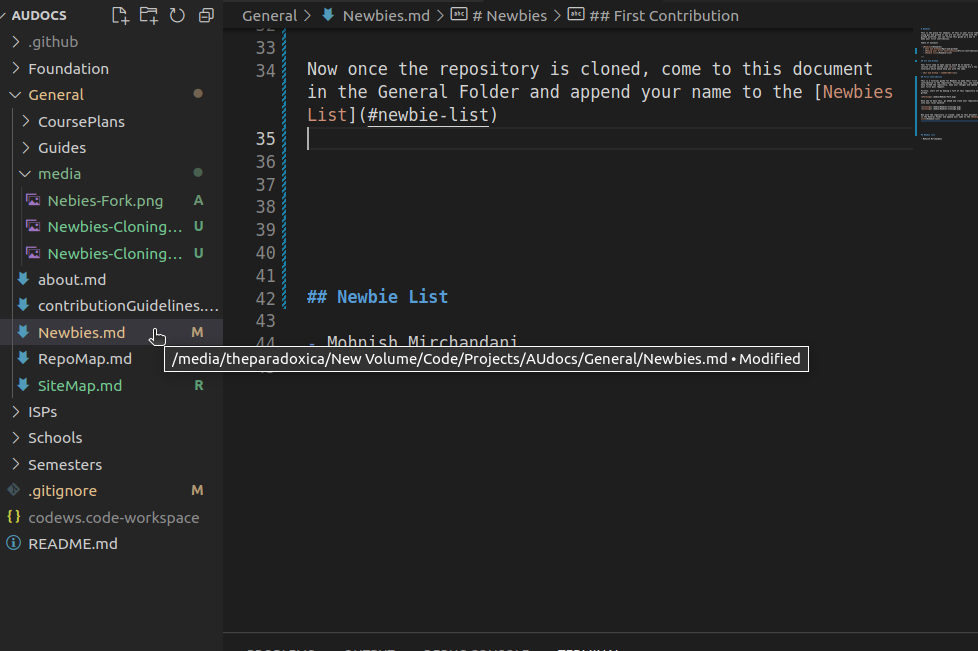 AUDOCS
.github
Foundation
General
CoursePlans
Guides
media
Nebies-Fork.png A
Newbies-Cloning... U
Newbies-Cloning... U
about.md
contributionGuidelines....
Newbies.md M
RepoMap.md
SiteMap.md R
ISPs
Schools
Semesters
.gitignore M
{} codews.code-workspace
README.md
General > Newbies.md > abc # Newbies > abc ## First Contribution
33
34 Now once the repository is cloned, come to this document
in the General Folder and append your name to the [Newbies
List](#newbie-list)
35
36
37
38
39
40
41
42 ## Newbie List
43
44 - Mohnish Mirchandani
/media/theparadoxica/New Volume/Code/Projects/AUdocs/General/Newbies.md • Modified